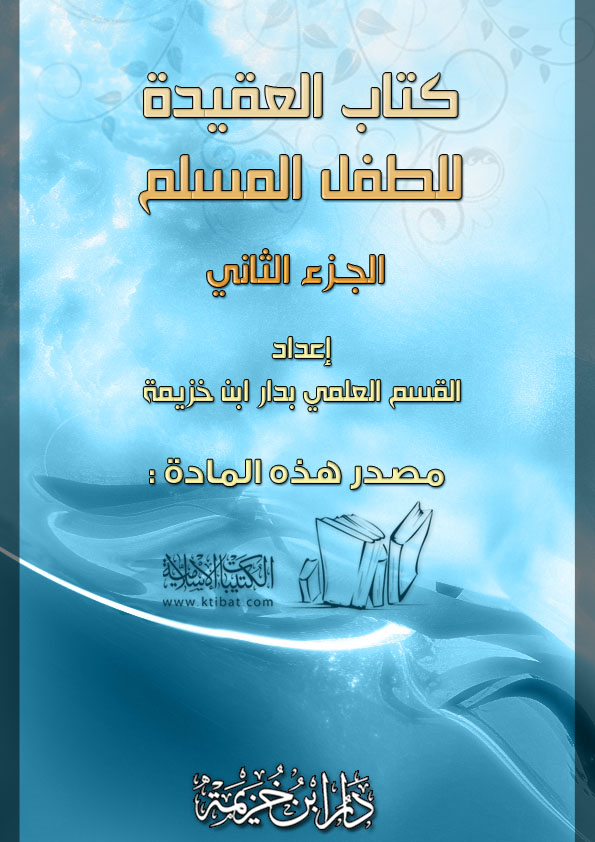 كتاب العقيدة
للطفل المسلم
الجزء الثاني
إعداد
القسم العلمي بدار ابن خزيمة
مصدر هذه المادة :
الكتيبات الإسلامية
www.ktibat.com
دار ابن خزيمة